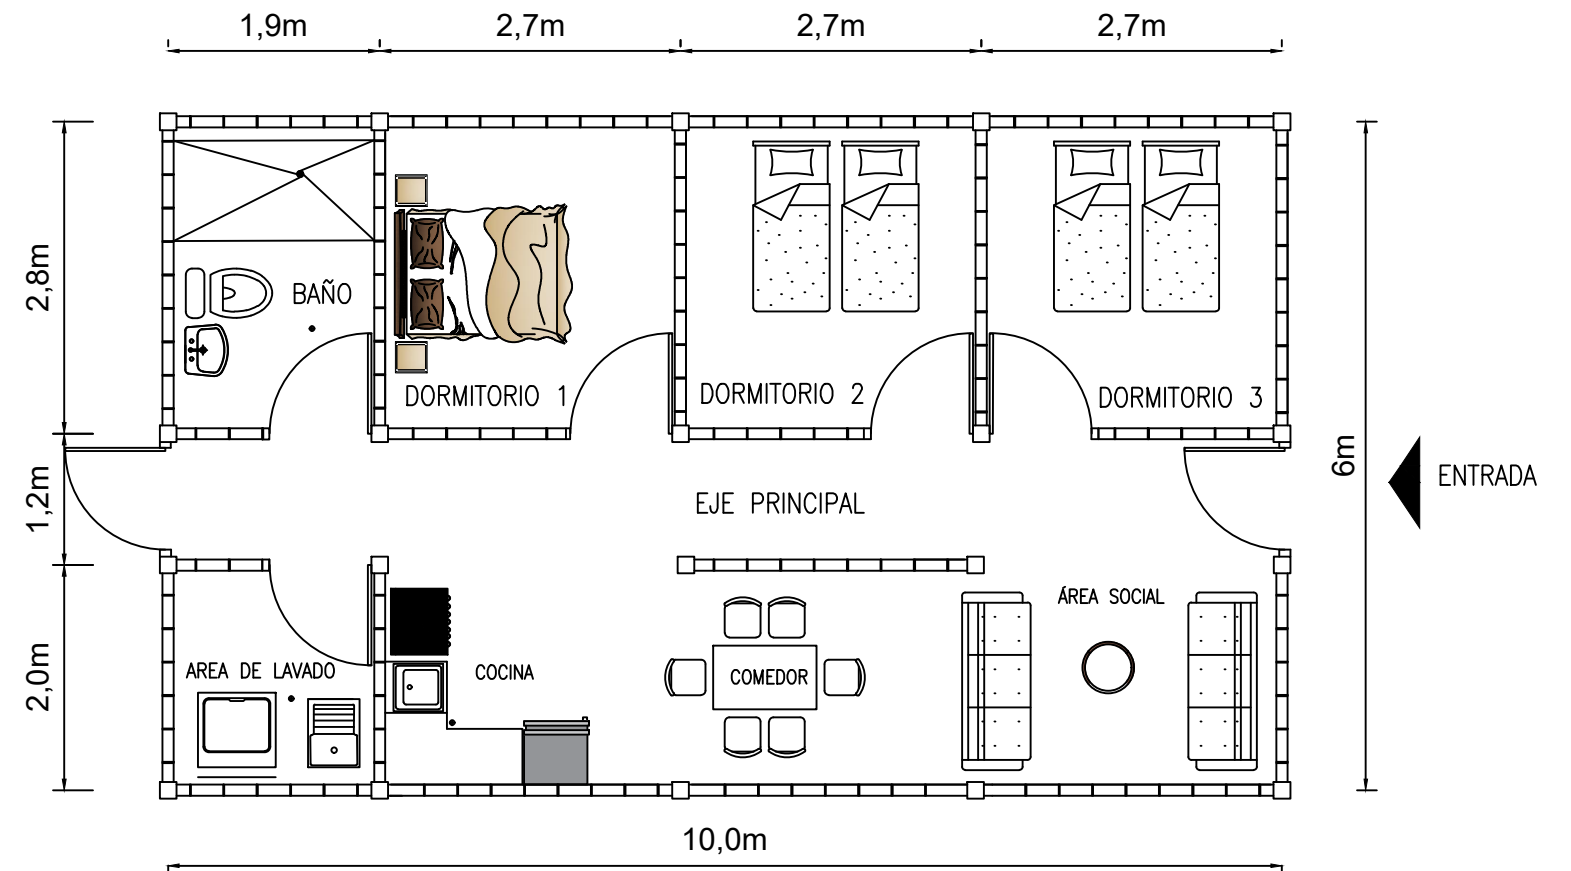 1,9m
2,7m
2,7m
2,7m
2,8m
BAÑO
DORMITORIO 1
DORMITORIO 2
DORMITORIO 3
1,2m
EJE PRINCIPAL
6m
ENTRADA
2,0m
AREA DE LAVADO
COCINA
COMEDOR
ÁREA SOCIAL
10,0m